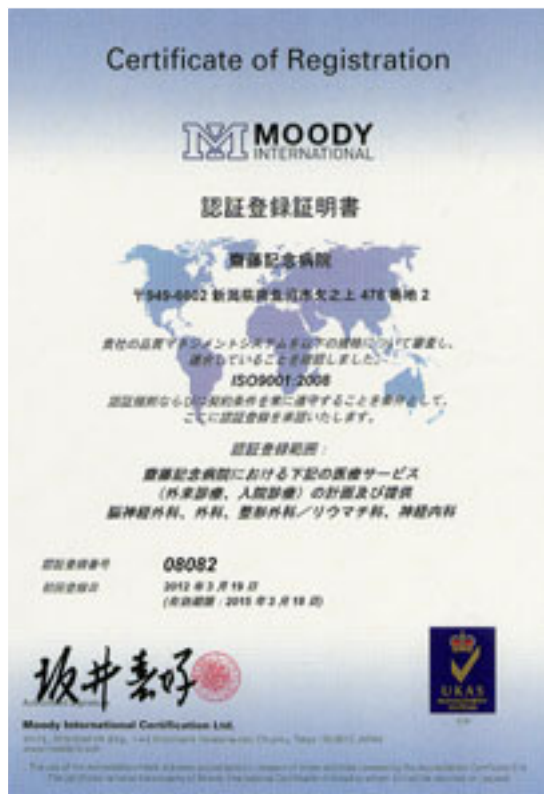 Certificate of Registration
MOODY
INTERNATIONAL
認証登録証明書
齋藤記念病院
〒949-6602 新潟県南魚沼市欠之上 478 番地 2
貴社の品質マネジメントシステムを以下の規格について審査し、
適合していることを確認しました。
ISO9001:2008
認証規則ならびに契約条件を常に遵守することを条件として、
ここに認証登録を承認いたします。
認証登録範囲：
齋藤記念病院における下記の医療サービス
（外来診療、入院診療）の計画及び提供
脳神経外科、外科、整形外科／リウマチ科、神経内科
認証登録番号 08082
初回登録日 2012 年 3 月 19 日
(有効期限：2015 年 3 月 18 日)
坂井喜好
Moody International Certification Ltd.
UKAS